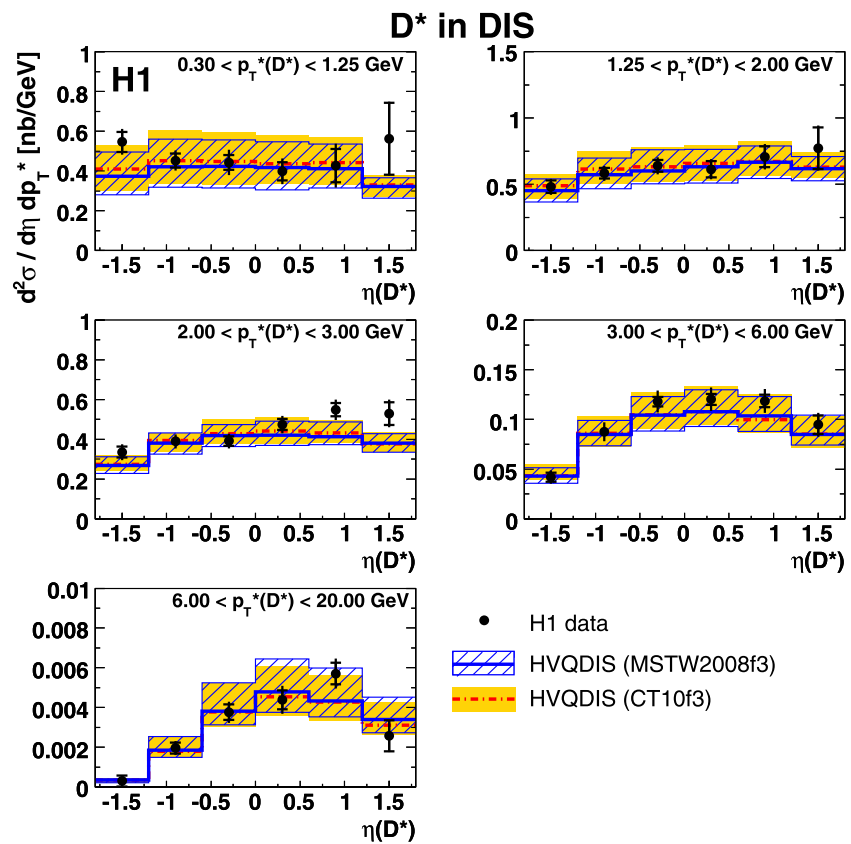 D* in DIS
H1
0.30 < p_T*(D*) < 1.25 GeV
d²σ / dη dp_T* [nb/GeV]
1
0.8
0.6
0.4
0.2
0
-1.5 -1 -0.5 0 0.5 1 1.5
η(D*)
1.25 < p_T*(D*) < 2.00 GeV
1.5
1
0.5
0
-1.5 -1 -0.5 0 0.5 1 1.5
η(D*)
2.00 < p_T*(D*) < 3.00 GeV
1
0.8
0.6
0.4
0.2
0
-1.5 -1 -0.5 0 0.5 1 1.5
η(D*)
3.00 < p_T*(D*) < 6.00 GeV
0.2
0.15
0.1
0.05
0
-1.5 -1 -0.5 0 0.5 1 1.5
η(D*)
6.00 < p_T*(D*) < 20.00 GeV
0.01
0.008
0.006
0.004
0.002
0
-1.5 -1 -0.5 0 0.5 1 1.5
η(D*)
H1 data
HVQDIS (MSTW2008f3)
HVQDIS (CT10f3)